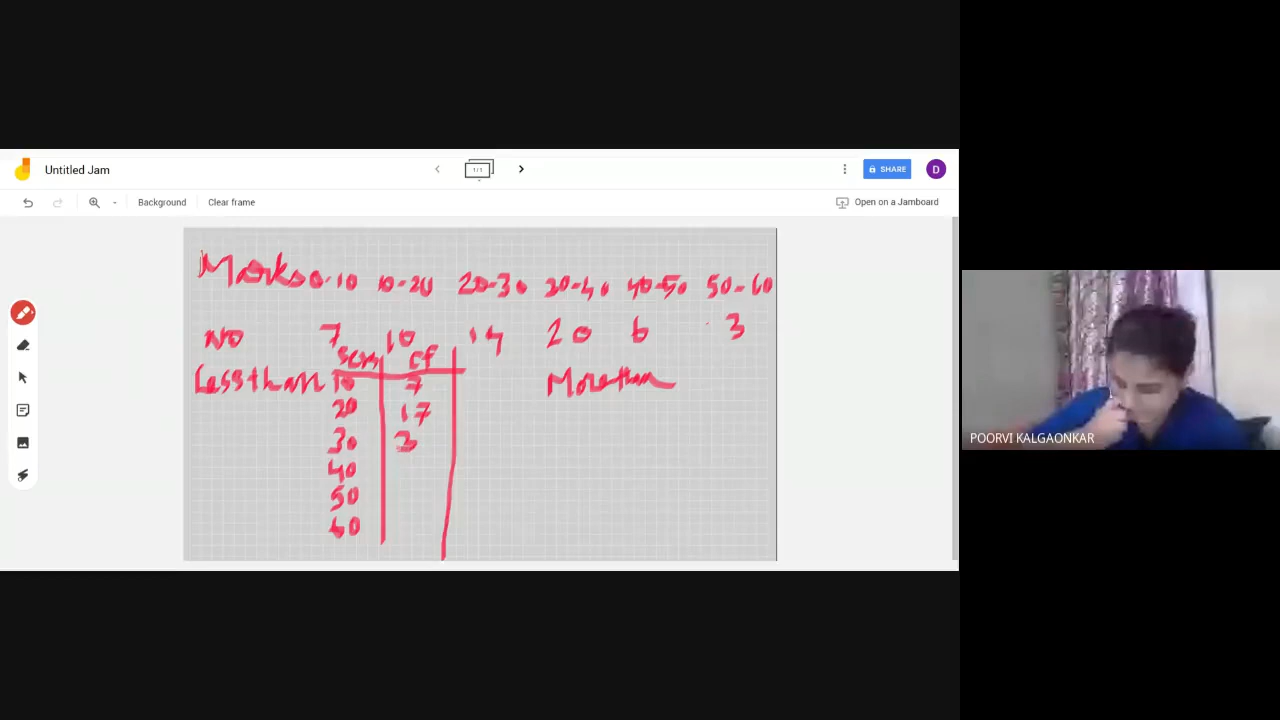 Untitled Jam
1/1
SHARE
D
Background
Clear frame
Open on a Jamboard
Marks 0-10 10-20 20-30 30-40 40-50 50-60
NO 7 10 14 20 6 3
cf
Less than 10 7 More than
20 17
30 3
40
50
60
POORVI KALGAONKAR